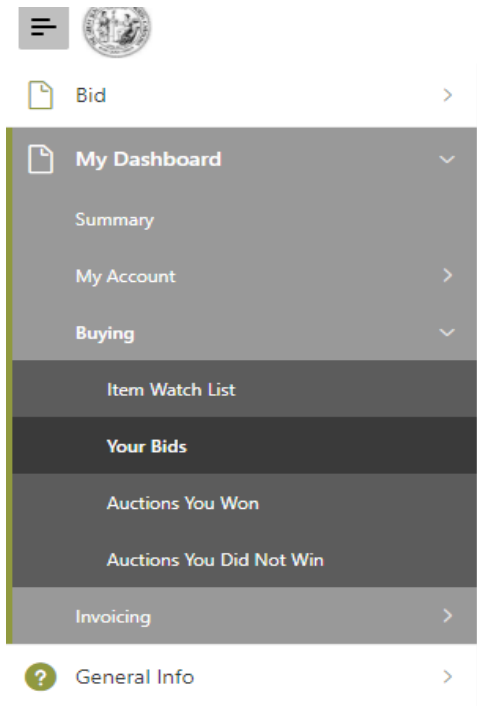 Bid
My Dashboard
Summary
My Account
Buying
Item Watch List
Your Bids
Auctions You Won
Auctions You Did Not Win
Invoicing
? General Info